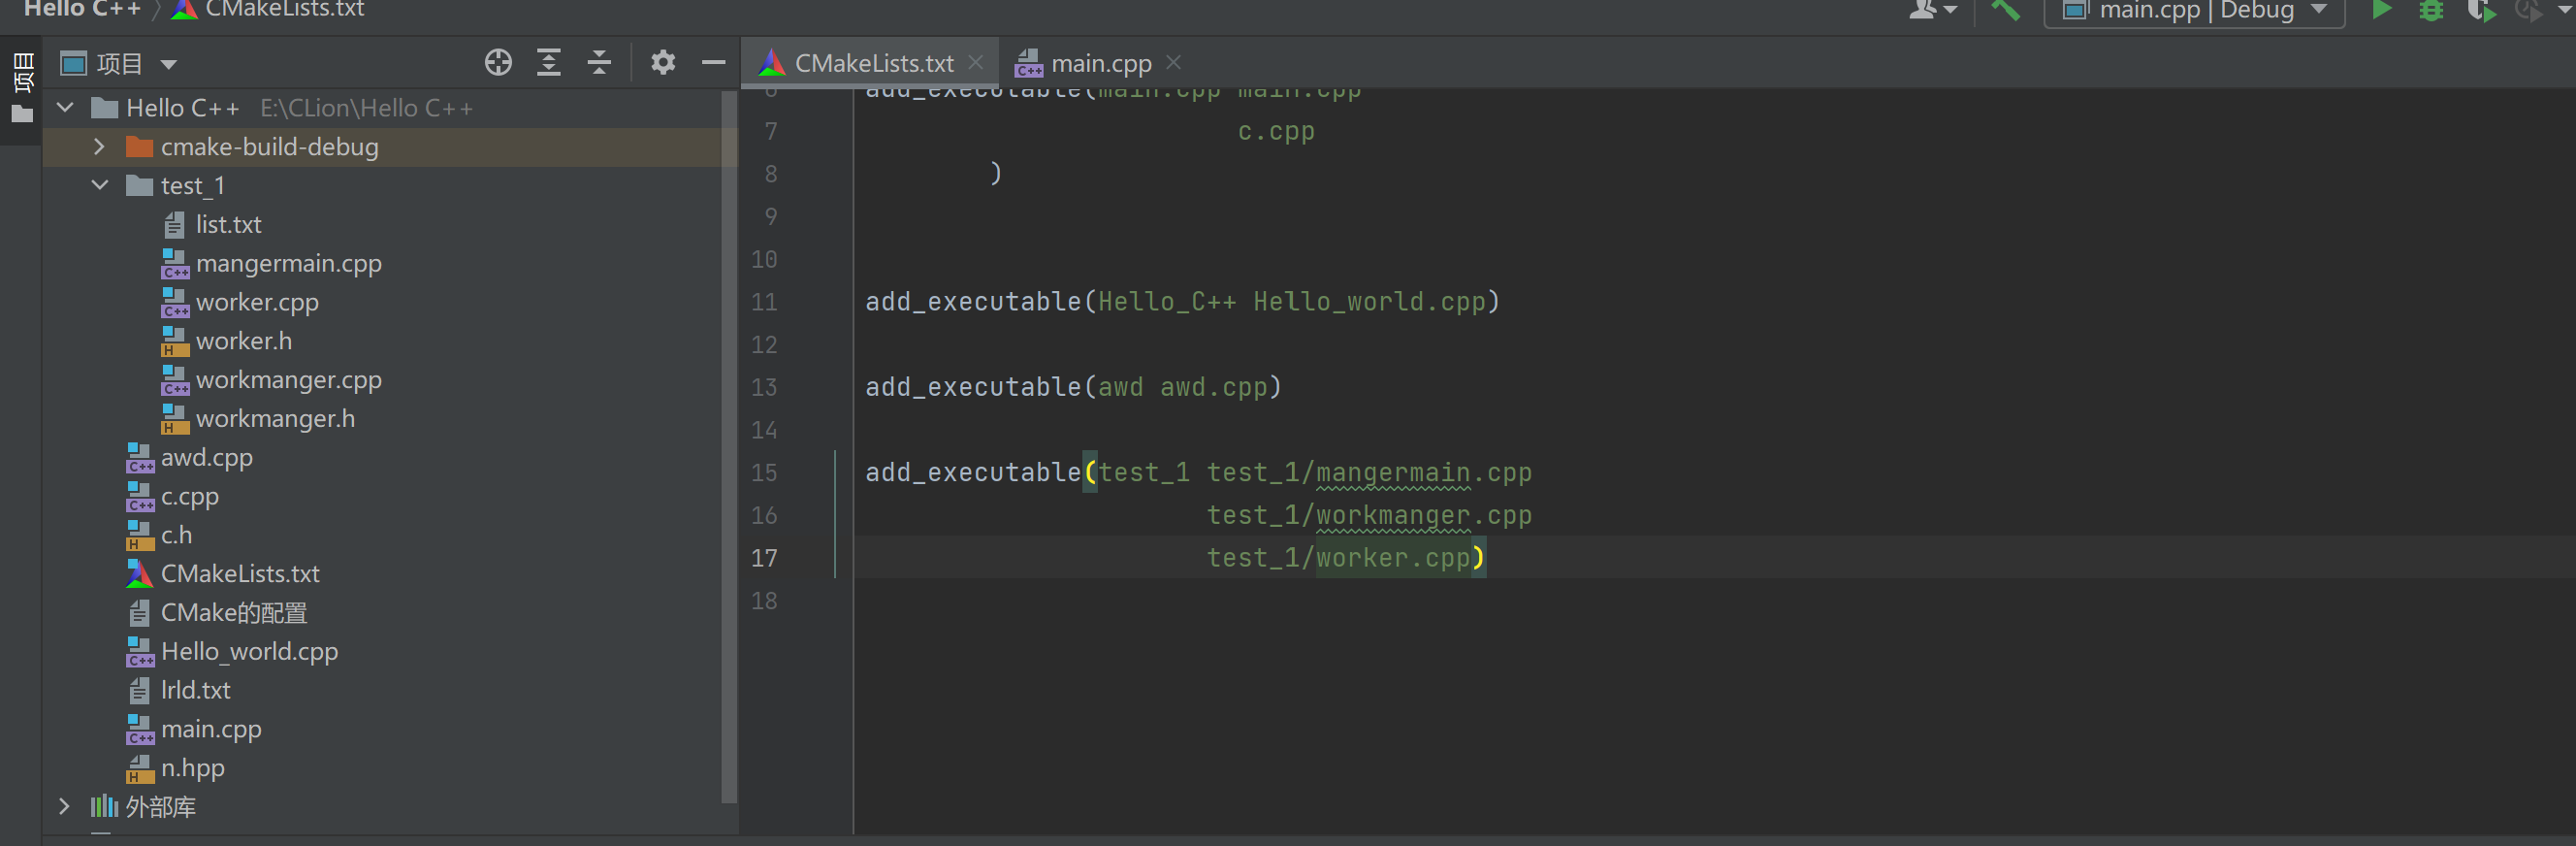 Hello C++ 〉 CMakeLists.txt
main.cpp | Debug
项目
项目
CMakeLists.txt
main.cpp
Hello C++ E:\CLion\Hello C++
cmake-build-debug
test_1
list.txt
mangermain.cpp
worker.cpp
worker.h
workmanger.cpp
workmanger.h
awd.cpp
c.cpp
c.h
CMakeLists.txt
CMake的配置
Hello_world.cpp
lrld.txt
main.cpp
n.hpp
外部库
6 add_executable(main.cpp main.cpp
7 c.cpp
8 )
9
10
11 add_executable(Hello_C++ Hello_world.cpp)
12
13 add_executable(awd awd.cpp)
14
15 add_executable(test_1 test_1/mangermain.cpp
16 test_1/workmanger.cpp
17 test_1/worker.cpp)
18